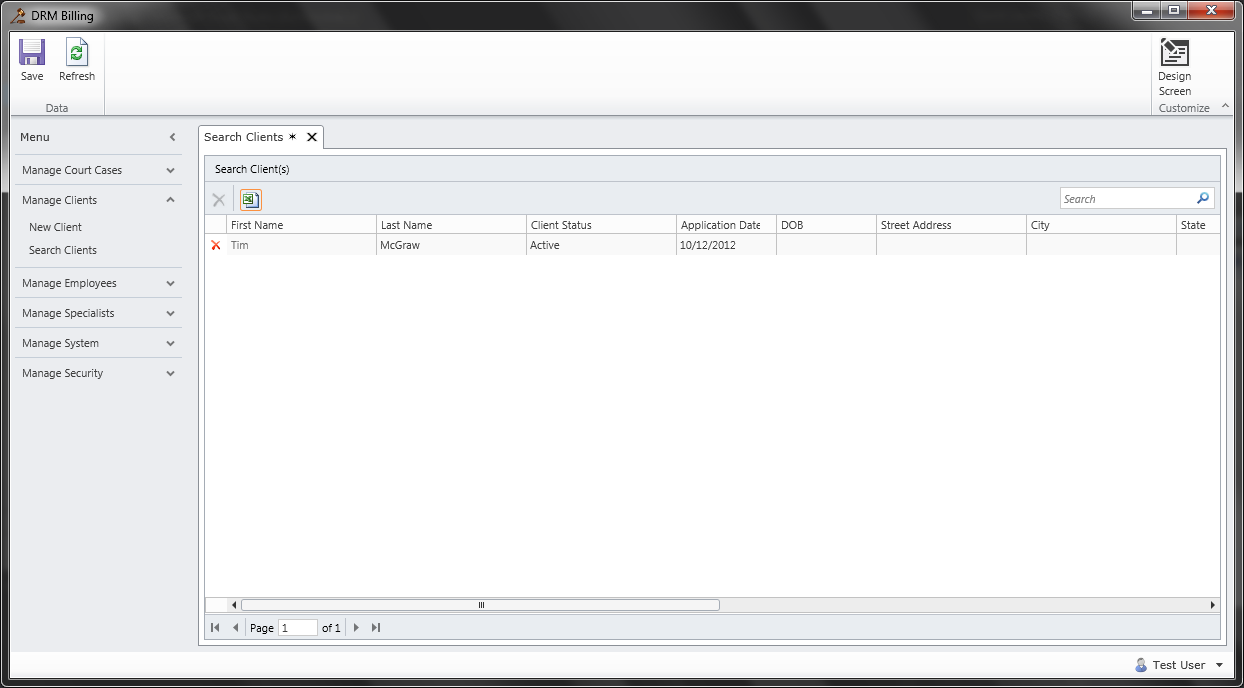 DRM Billing
Save
Refresh
Data
Design
Screen
Customize
Menu
Manage Court Cases
Manage Clients
New Client
Search Clients
Manage Employees
Manage Specialists
Manage System
Manage Security
Search Clients *
Search Client(s)
Search
First Name Last Name Client Status Application Date DOB Street Address City State
Tim McGraw Active 10/12/2012
Page 1 of 1
Test User